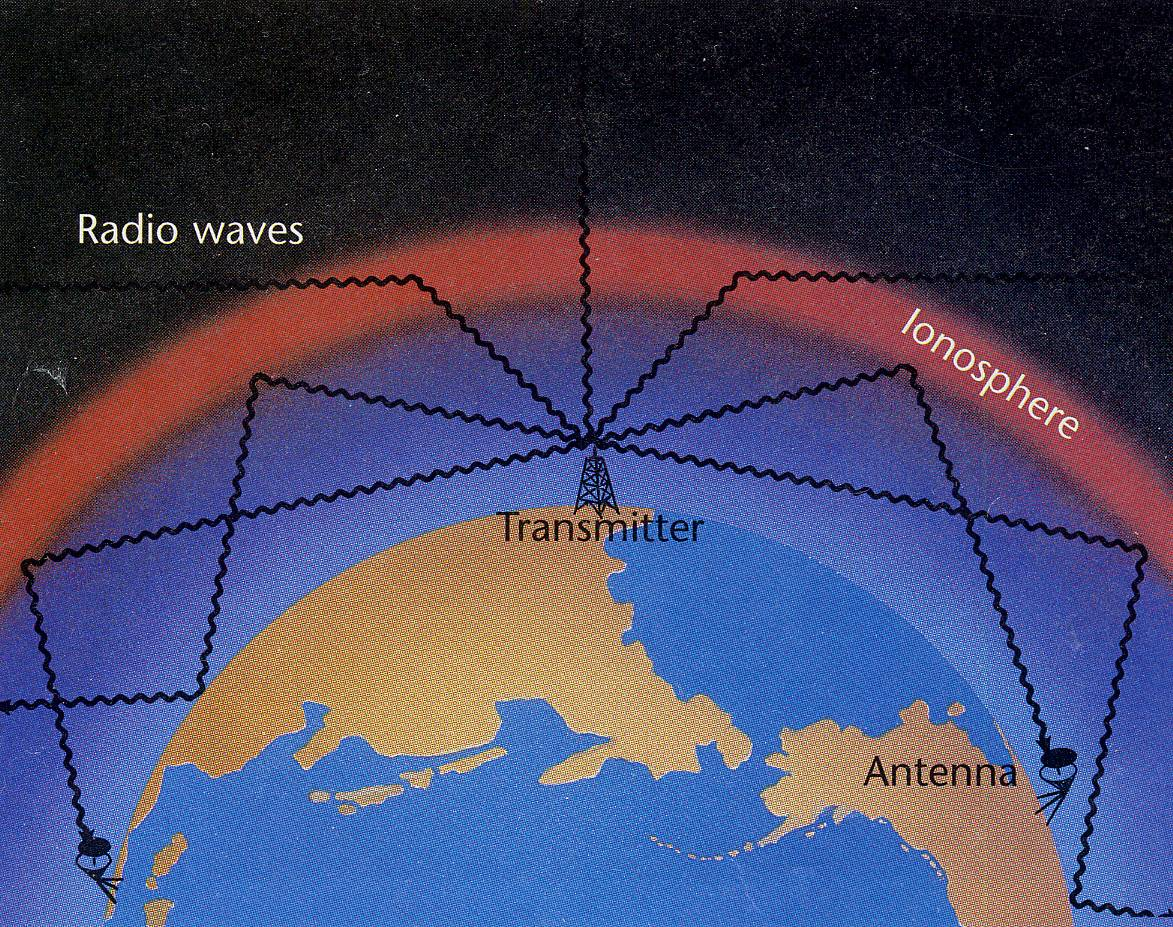 Radio waves
Ionosphere
Transmitter
Antenna